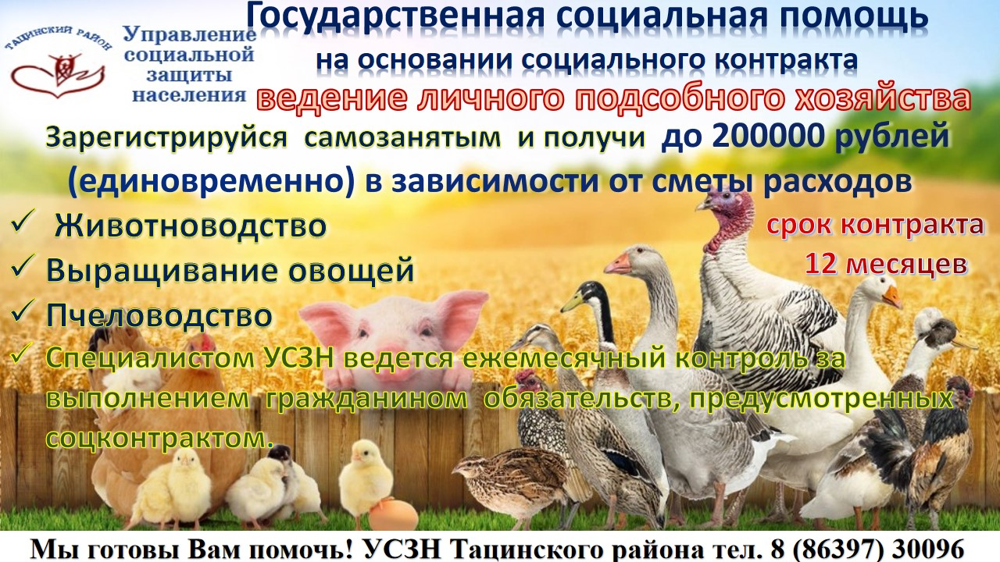 ТАЦИНСКИЙ РАЙОН
Управление
социальной
защиты
населения
Государственная социальная помощь
на основании социального контракта
ведение личного подсобного хозяйства
Зарегистрируйся самозанятым и получи до 200000 рублей
(единовременно) в зависимости от сметы расходов
✓ Животноводство
✓ Выращивание овощей
✓ Пчеловодство
срок контракта
12 месяцев
✓ Специалистом УСЗН ведется ежемесячный контроль за
выполнением гражданином обязательств, предусмотренных
соцконтрактом.
Мы готовы Вам помочь! УСЗН Тацинского района тел. 8 (86397) 30096